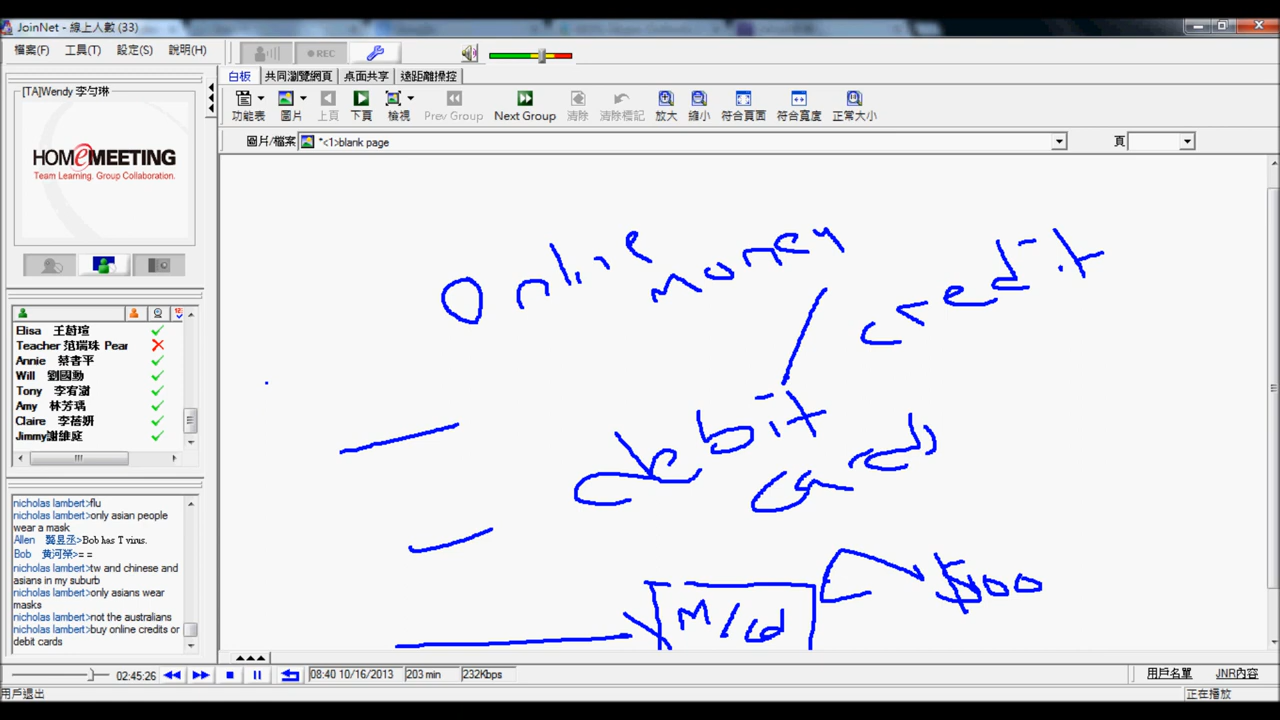 JoinNet - 線上人數 (33)
檔案(F) 工具(T) 設定(S) 說明(H)
REC
[TA]Wendy 李勻琳
HOMeMEETING
Team Learning. Group Collaboration.
白板 共同瀏覽網頁 桌面共享 遠距離操控
功能表 圖片 上頁 下頁 檢視 Prev Group Next Group 清除 清除標記 放大 縮小 符合頁面 符合寬度 正常大小
圖片/檔案 *<1>blank page 頁
Online Money
credit
debit
card
M/cd
$100
Elisa 王蒔瑄
Teacher 范瑞珠 Pear
Annie 蔡書平
Will 劉國勳
Tony 李宥澍
Amy 林芳瑀
Claire 李蓓妍
Jimmy謝維庭
nicholas lambert>flu
nicholas lambert>only asian people
wear a mask
Allen 龔昱丞>Bob has T virus.
Bob 黃河榮>= =
nicholas lambert>tw and chinese and
asians in my suburb
nicholas lambert>only asians wear
masks
nicholas lambert>not the australians
nicholas lambert>buy online credits or
debit cards
02:45:26 08:40 10/16/2013 203 min 232Kbps 用戶名單 JNR內容
用戶退出 正在播放